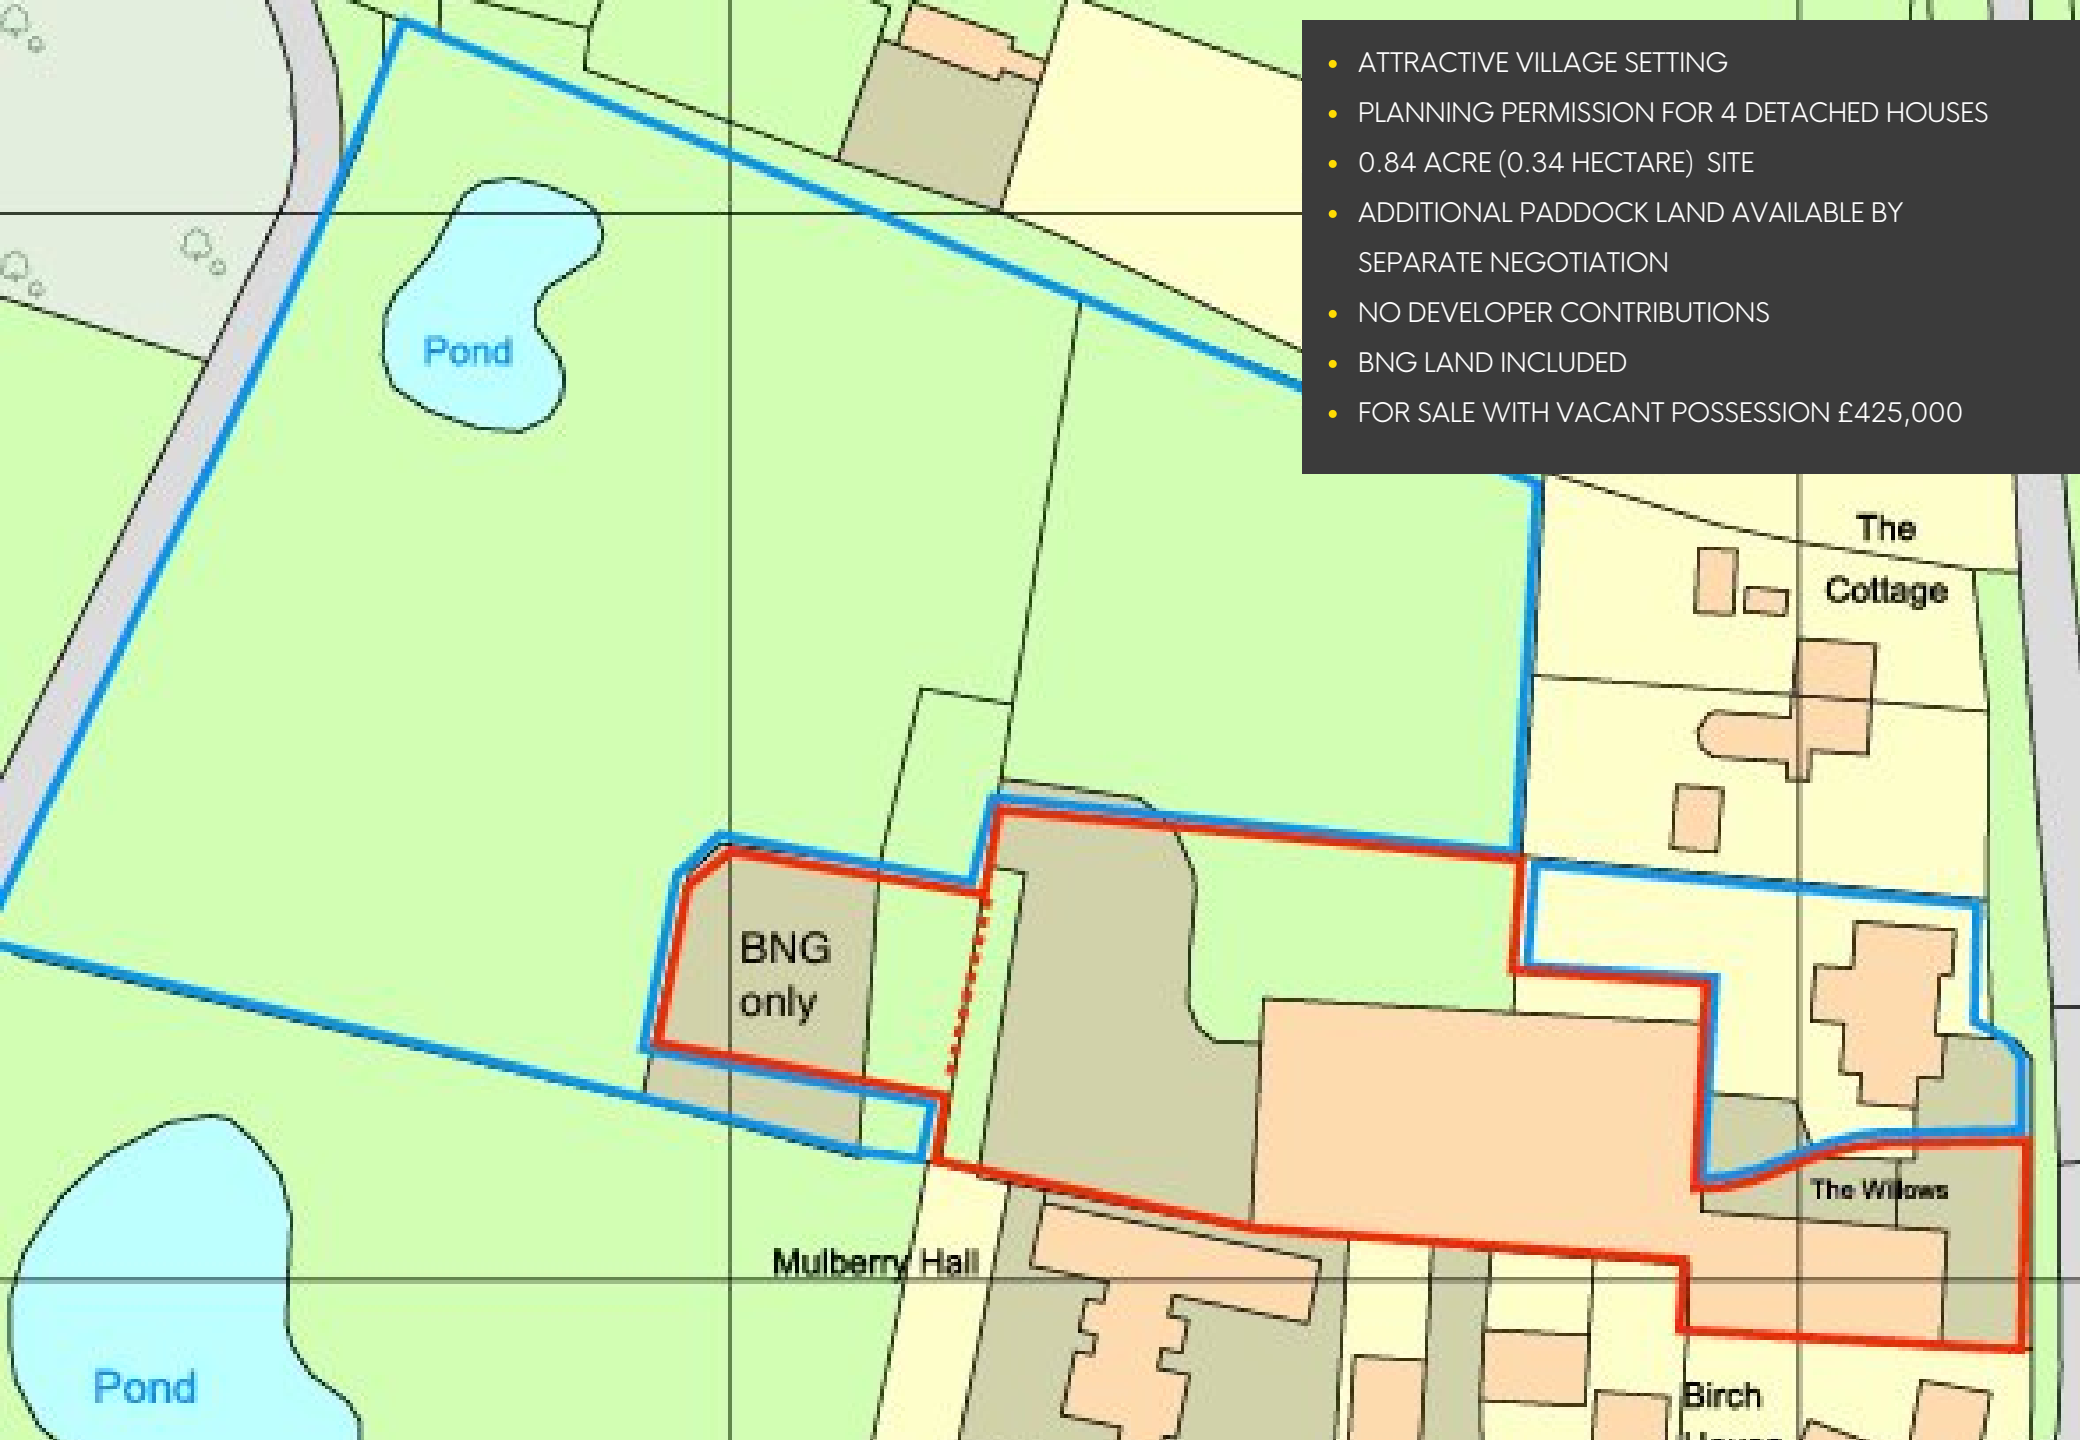 • ATTRACTIVE VILLAGE SETTING
• PLANNING PERMISSION FOR 4 DETACHED HOUSES
• 0.84 ACRE (0.34 HECTARE) SITE
• ADDITIONAL PADDOCK LAND AVAILABLE BY
SEPARATE NEGOTIATION
• NO DEVELOPER CONTRIBUTIONS
• BNG LAND INCLUDED
• FOR SALE WITH VACANT POSSESSION £425,000
Pond
The
Cottage
BNG
only
The Willows
Mulberry Hall
Pond
Birch